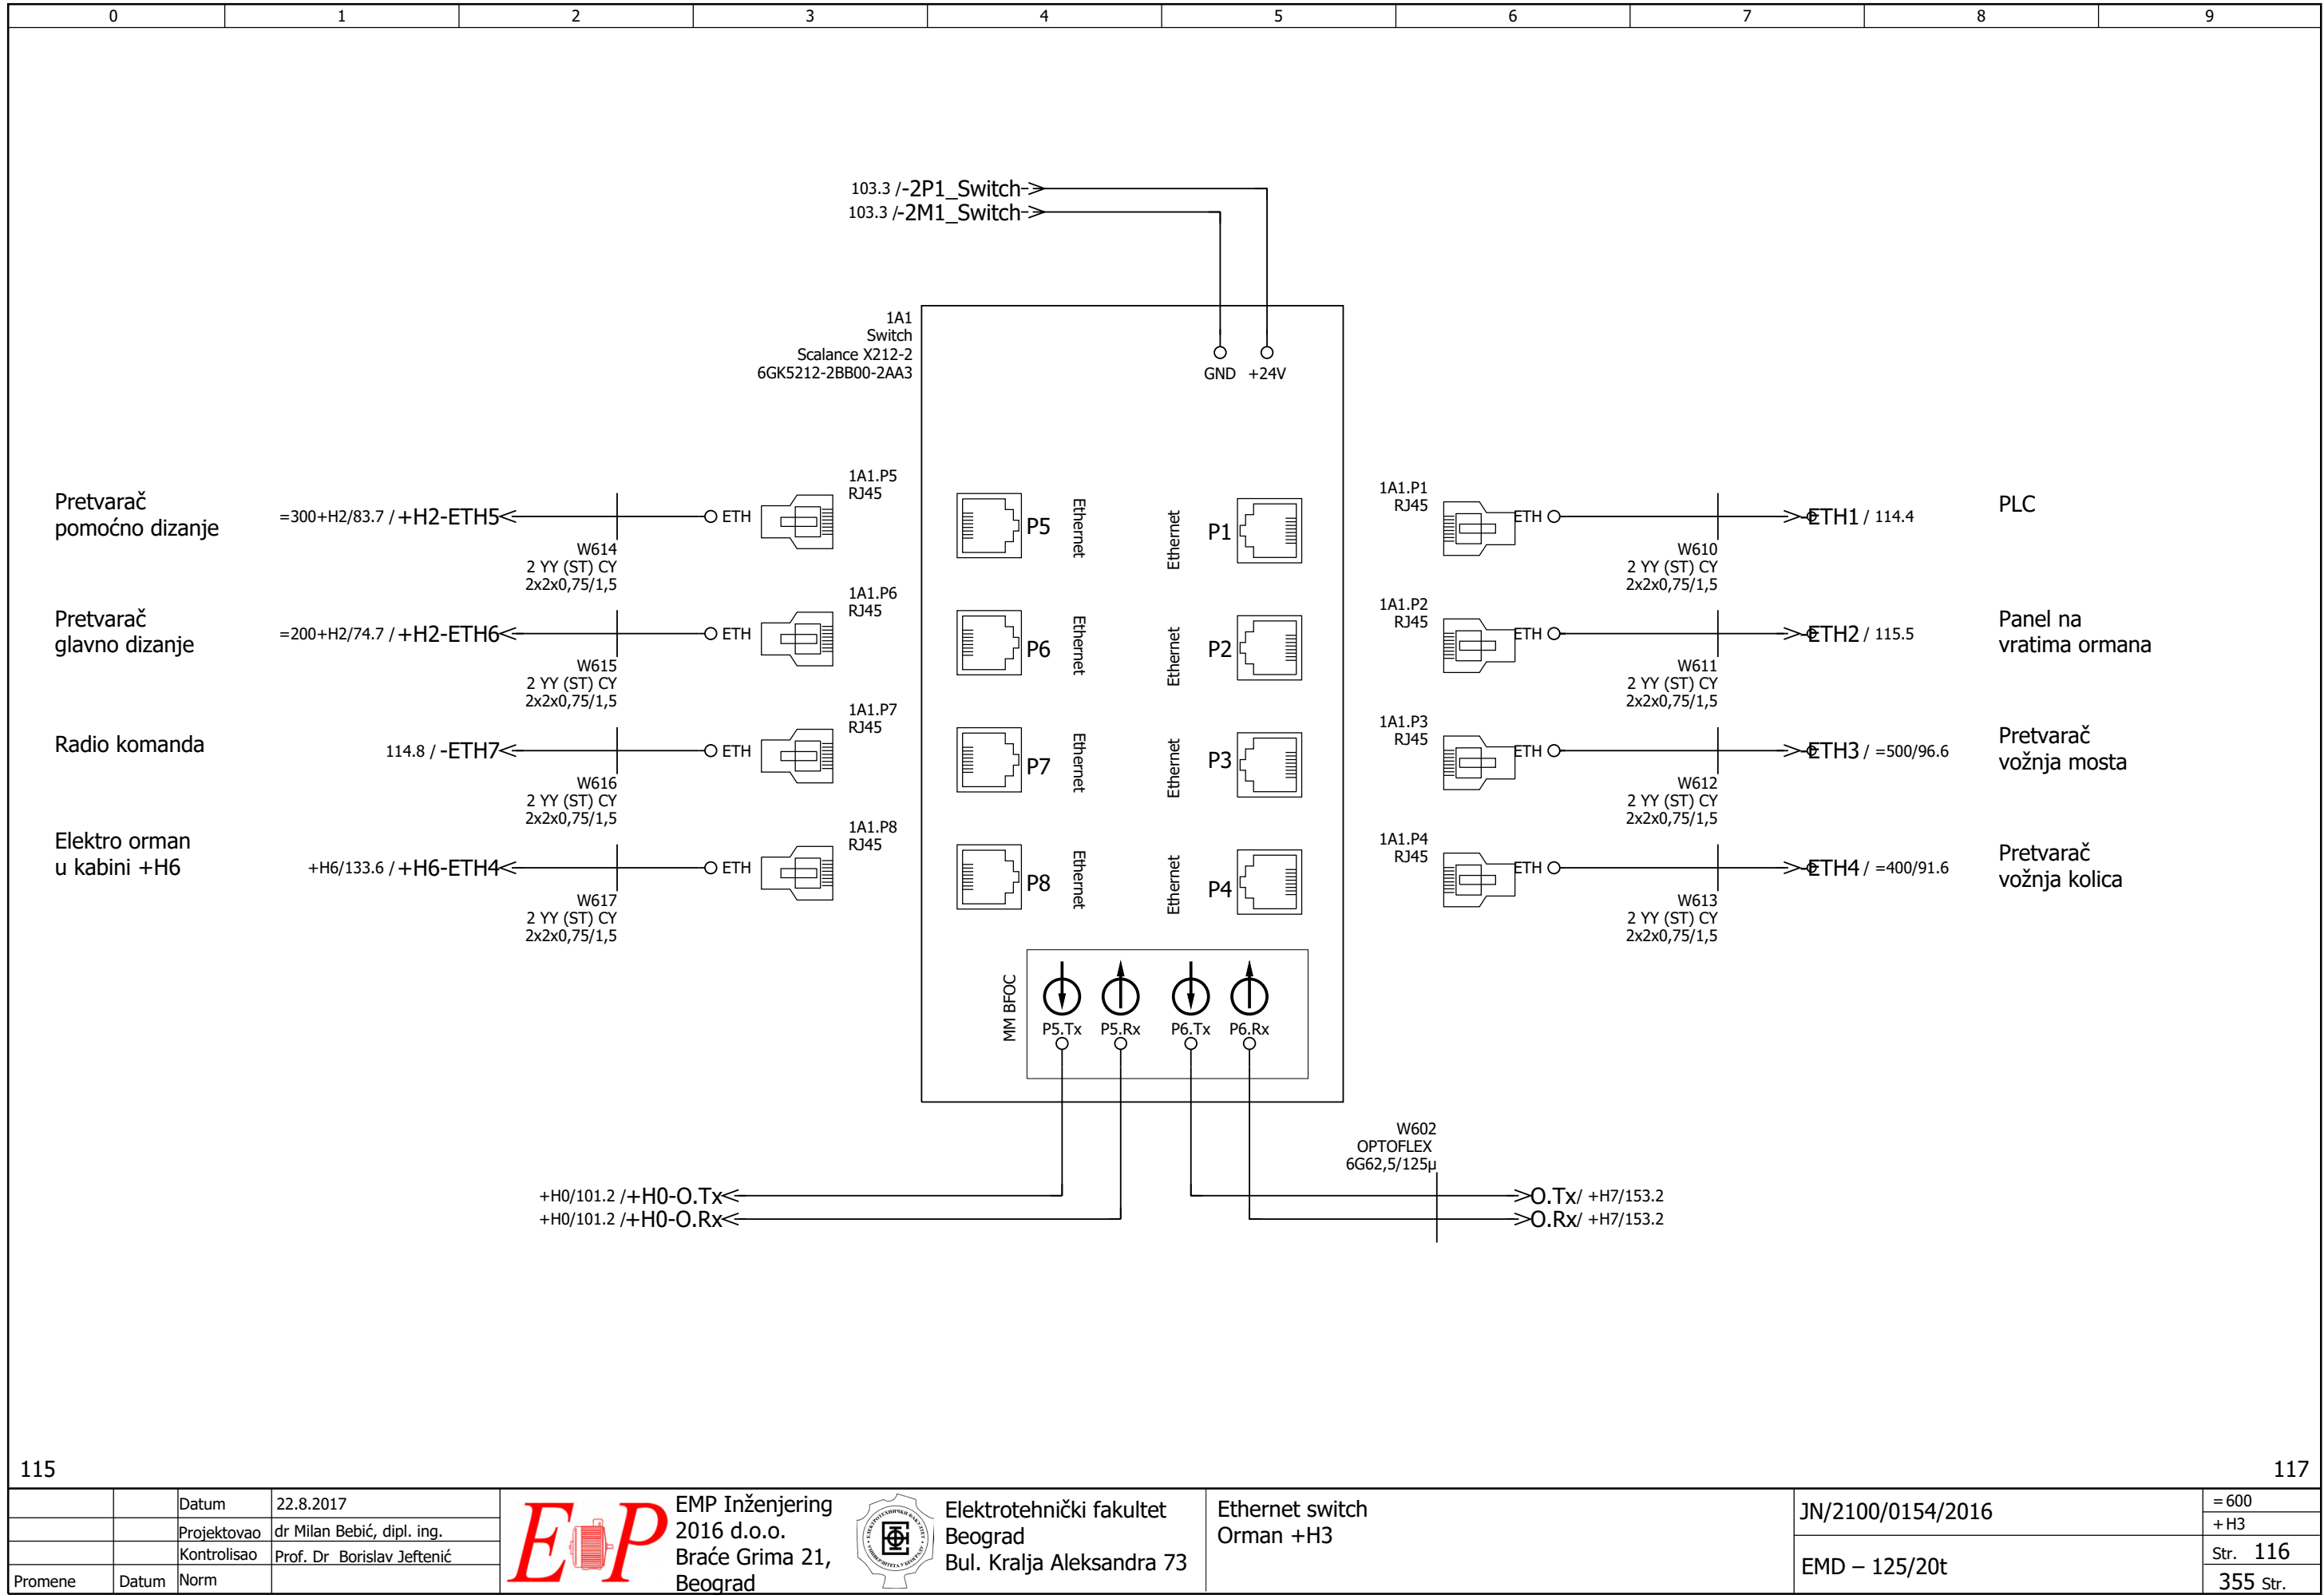 0 1 2 3 4 5 6 7 8 9
103.3 /-2P1_Switch
103.3 /-2M1_Switch
1A1
Switch
Scalance X212-2
6GK5212-2BB00-2AA3
GND +24V
Pretvarač
pomoćno dizanje
=300+H2/83.7 / +H2-ETH5
W614
2 YY (ST) CY
2x2x0,75/1,5
ETH
1A1.P5
RJ45
P5
Ethernet
Ethernet
P1
1A1.P1
RJ45
ETH
W610
2 YY (ST) CY
2x2x0,75/1,5
-ETH1 / 114.4
PLC
Pretvarač
glavno dizanje
=200+H2/74.7 / +H2-ETH6
W615
2 YY (ST) CY
2x2x0,75/1,5
ETH
1A1.P6
RJ45
P6
Ethernet
Ethernet
P2
1A1.P2
RJ45
ETH
W611
2 YY (ST) CY
2x2x0,75/1,5
-ETH2 / 115.5
Panel na
vratima ormana
Radio komanda
114.8 / -ETH7
W616
2 YY (ST) CY
2x2x0,75/1,5
ETH
1A1.P7
RJ45
P7
Ethernet
Ethernet
P3
1A1.P3
RJ45
ETH
W612
2 YY (ST) CY
2x2x0,75/1,5
-ETH3 / =500/96.6
Pretvarač
vožnja mosta
Elektro orman
u kabini +H6
+H6/133.6 / +H6-ETH4
W617
2 YY (ST) CY
2x2x0,75/1,5
ETH
1A1.P8
RJ45
P8
Ethernet
Ethernet
P4
1A1.P4
RJ45
ETH
W613
2 YY (ST) CY
2x2x0,75/1,5
-ETH4 / =400/91.6
Pretvarač
vožnja kolica
MM BFOC
P5.Tx P5.Rx P6.Tx P6.Rx
W602
OPTOFLEX
6G62,5/125µ
+H0/101.2 /+H0-O.Tx
+H0/101.2 /+H0-O.Rx
O.Tx/ +H7/153.2
O.Rx/ +H7/153.2
115
117
Datum 22.8.2017
Projektovao dr Milan Bebić, dipl. ing.
Kontrolisao Prof. Dr Borislav Jeftenić
Promene Datum Norm
E P
EMP Inženjering
2016 d.o.o.
Braće Grima 21,
Beograd
Elektrotehnički fakultet
Beograd
Bul. Kralja Aleksandra 73
Ethernet switch
Orman +H3
JN/2100/0154/2016
EMD – 125/20t
= 600
+ H3
Str. 116
355 Str.